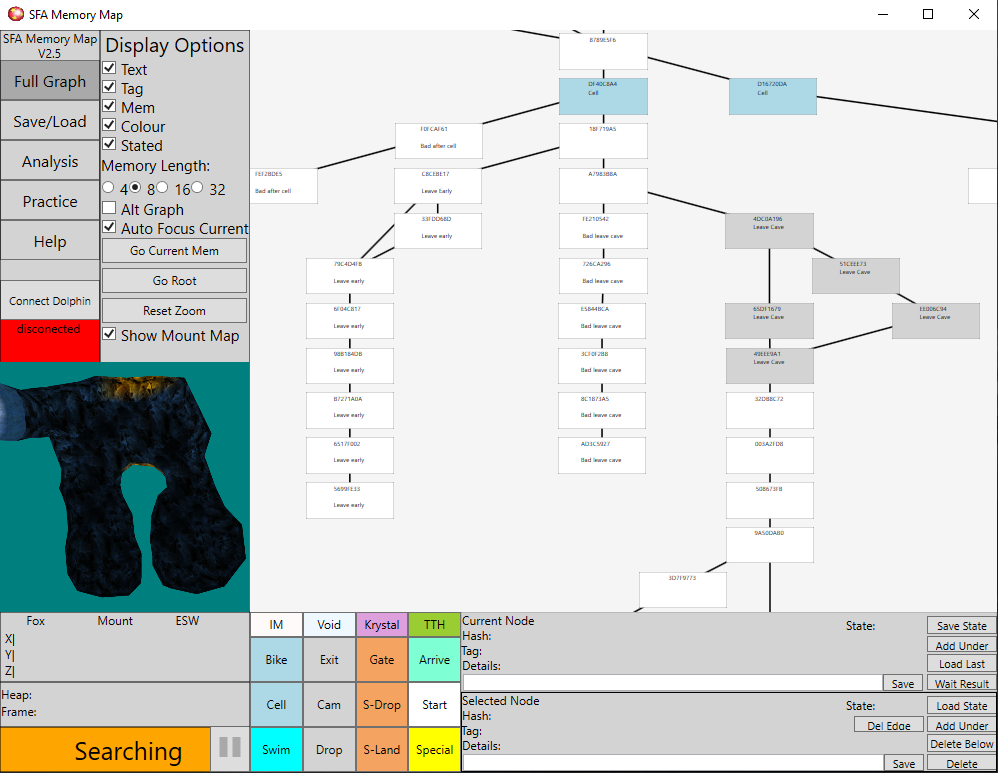 SFA Memory Map
SFA Memory Map
V2.5
Full Graph
Save/Load
Analysis
Practice
Help
Connect Dolphin
disconected
Display Options
Text
Tag
Mem
Colour
Stated
Memory Length:
4 8 16 32
Alt Graph
Auto Focus Current
Go Current Mem
Go Root
Reset Zoom
Show Mount Map
8789E5F6
DF40C8A4
Cell
D16720DA
Cell
F0FCAF61
Bad after cell
18F719A5
FEF2BDE5
Bad after cell
C8CEBE17
Leave Early
A7983B8A
33FDD68D
Leave early
FE210542
Bad leave cave
4DC0A196
Leave Cave
79C4D4FB
Leave early
726CA296
Bad leave cave
51CEEE73
Leave Cave
6F04C817
Leave early
E5844BCA
Bad leave cave
65DF1679
Leave Cave
EE006C94
Leave Cave
988184DB
Leave early
3CF0F2B8
Bad leave cave
49EEE9A1
Leave Cave
B7271A0A
Leave early
8C1873A5
Bad leave cave
32DB8C72
6517F002
Leave early
AD3C5927
Bad leave cave
003A2FD8
5699FE33
Leave early
508673FB
9A50DAB0
3D7F9773
Fox Mount ESW
X|
Y|
Z|
Heap:
Frame:
Searching
IM Void Krystal TTH
Bike Exit Gate Arrive
Cell Cam S-Drop Start
Swim Drop S-Land Special
Current Node
State:
Hash:
Tag:
Details:
Save
Save State
Add Under
Load Last
Wait Result
Selected Node
State:
Hash:
Tag:
Details:
Del Edge
Save
Load State
Add Under
Delete Below
Delete